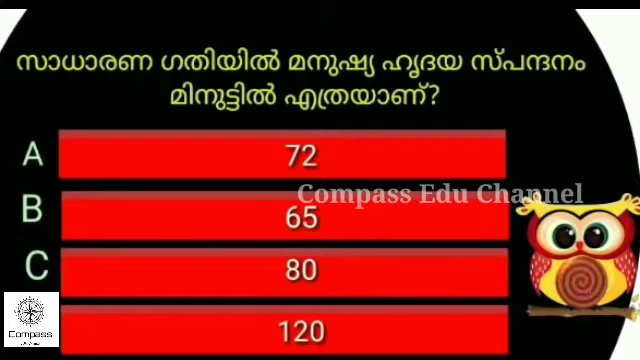 സാധാരണ ഗതിയിൽ മനുഷ്യ ഹൃദയ സ്പന്ദനം
മിനുട്ടിൽ എത്രയാണ്?
A 72
Compass Edu Channel
B 65
C 80
120
Compass